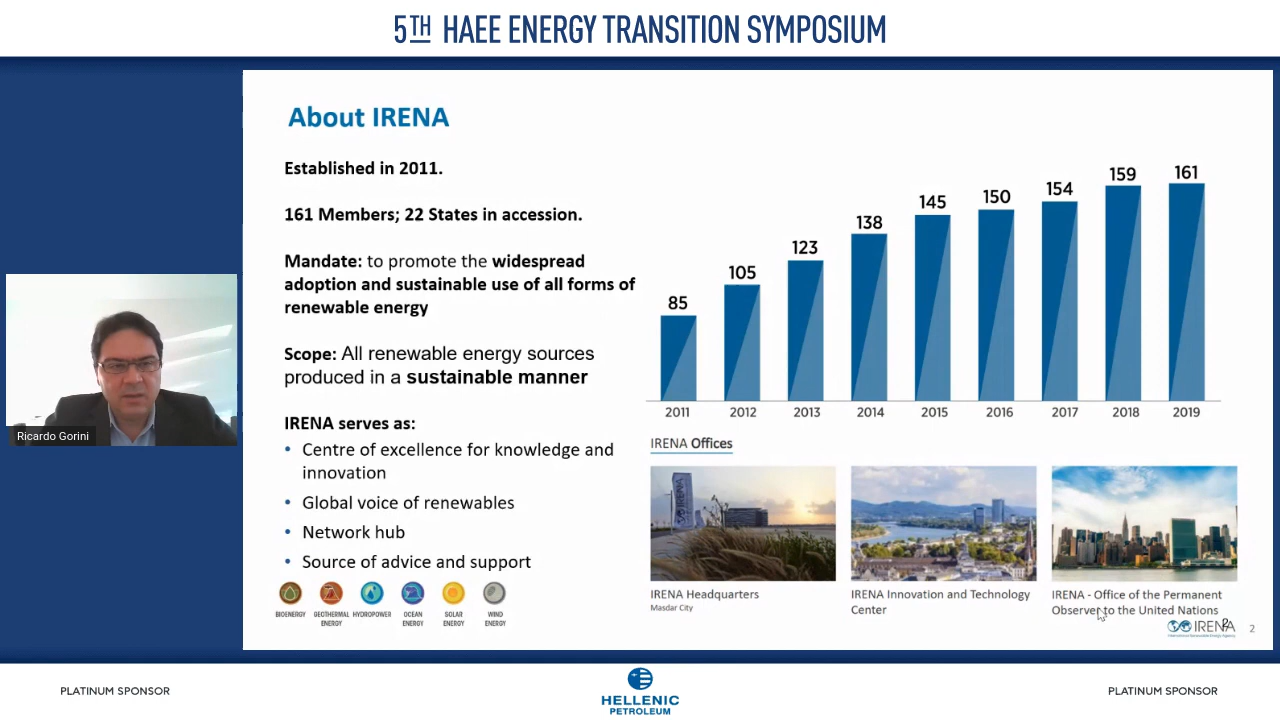 5TH HAEE ENERGY TRANSITION SYMPOSIUM
About IRENA
Established in 2011.
161 Members; 22 States in accession.
Mandate: to promote the widespread
adoption and sustainable use of all forms of
renewable energy
Scope: All renewable energy sources
produced in a sustainable manner
IRENA serves as:
• Centre of excellence for knowledge and
innovation
• Global voice of renewables
• Network hub
• Source of advice and support
BIOENERGY
GEOTHERMAL
ENERGY
HYDROPOWER
OCEAN
ENERGY
SOLAR
ENERGY
WIND
ENERGY
85
105
123
138
145
150
154
159
161
2011
2012
2013
2014
2015
2016
2017
2018
2019
IRENA Offices
IRENA
IRENA Headquarters
Masdar City
IRENA Innovation and Technology
Center
IRENA - Office of the Permanent
Observer to the United Nations
IRENA
International Renewable Energy Agency
2
2
Ricardo Gorini
PLATINUM SPONSOR
HELLENIC
PETROLEUM
PLATINUM SPONSOR